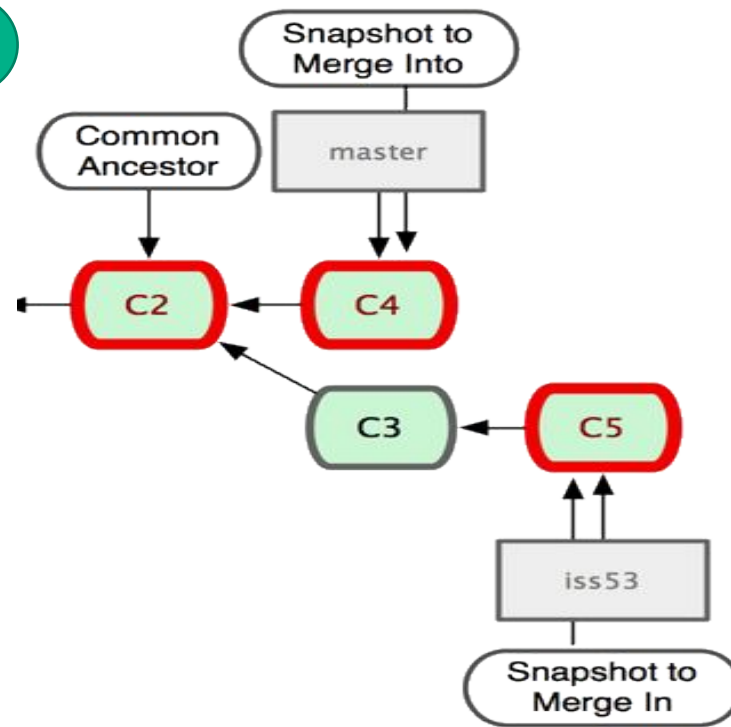 Snapshot to
Merge Into
Common
Ancestor
master
C2
C4
C3
C5
iss53
Snapshot to
Merge In